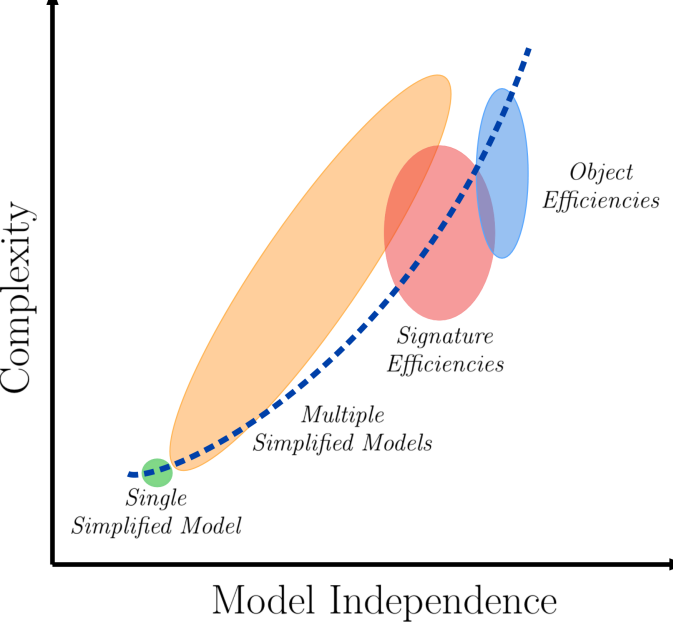 Complexity
Object
Efficiencies
Signature
Efficiencies
Multiple
Simplified Models
Single
Simplified Model
Model Independence